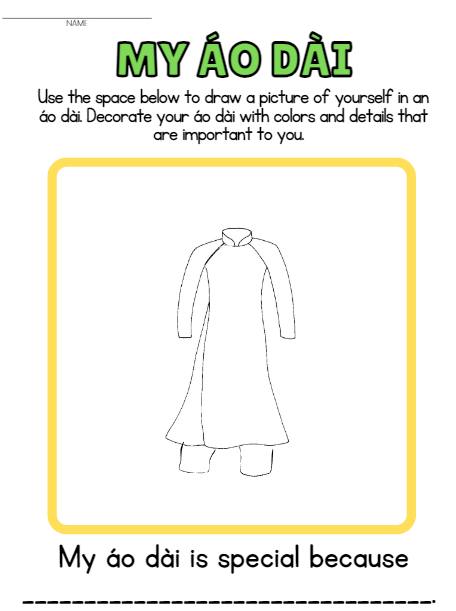 NAME
MY ÁO DÀI
Use the space below to draw a picture of yourself in an
áo dài. Decorate your áo dài with colors and details that
are important to you.
My áo dài is special because
_________________________________.